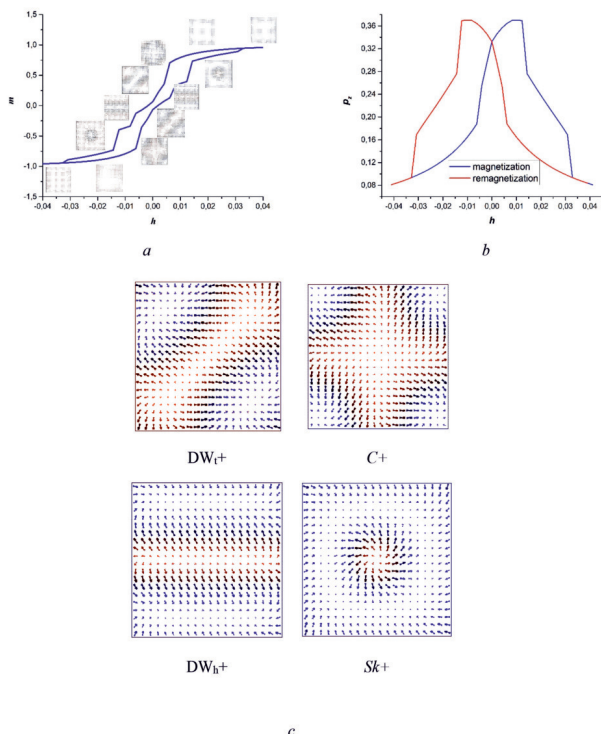 1,5
1,0
0,5
0,0
-0,5
-1,0
-1,5
m
-0,04 -0,03 -0,02 -0,01 0,00 0,01 0,02 0,03 0,04
h
a
0,36
0,32
0,28
0,24
0,20
0,16
0,12
0,08
p_z
magnetization
remagnetization
-0,04 -0,03 -0,02 -0,01 0,00 0,01 0,02 0,03 0,04
h
b
DWₜ+
C+
DWₕ+
Sk+
c